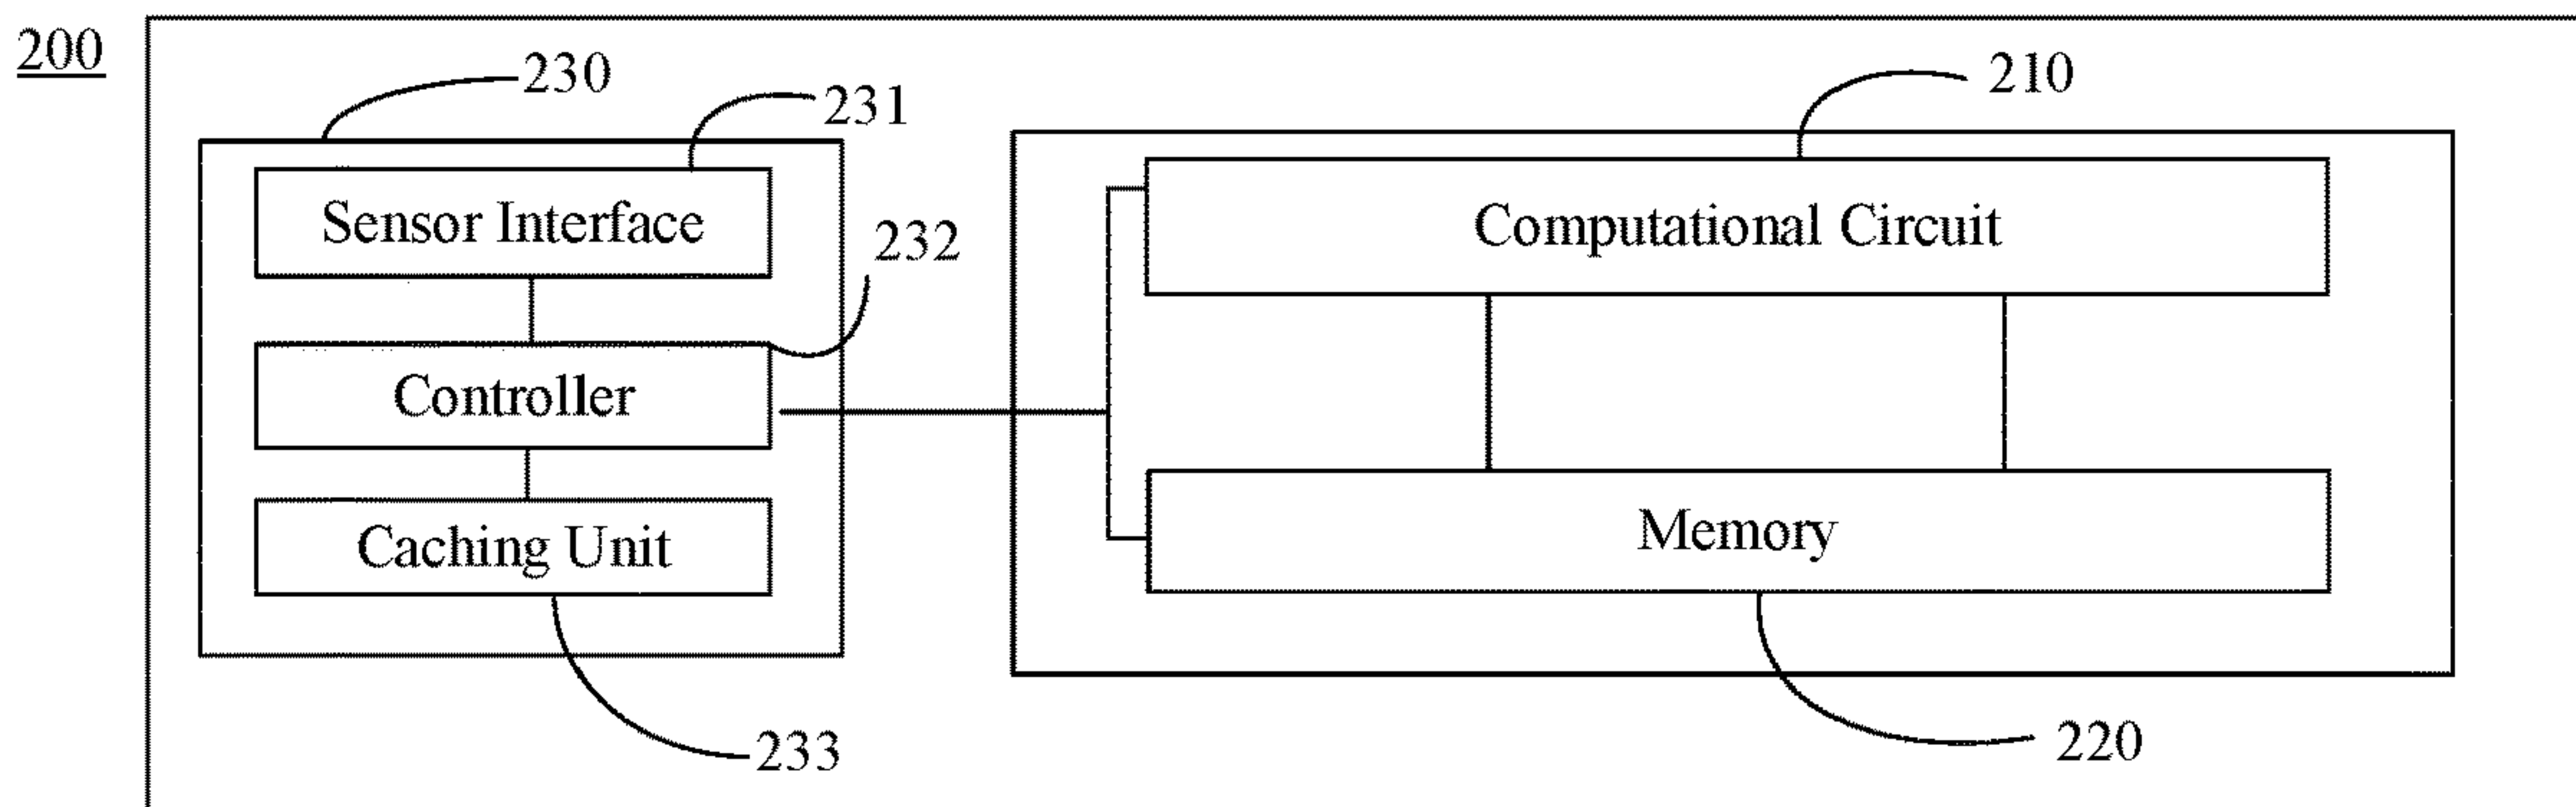 200
230
231
210
Sensor Interface
232
Computational Circuit
Controller
Caching Unit
Memory
233
220